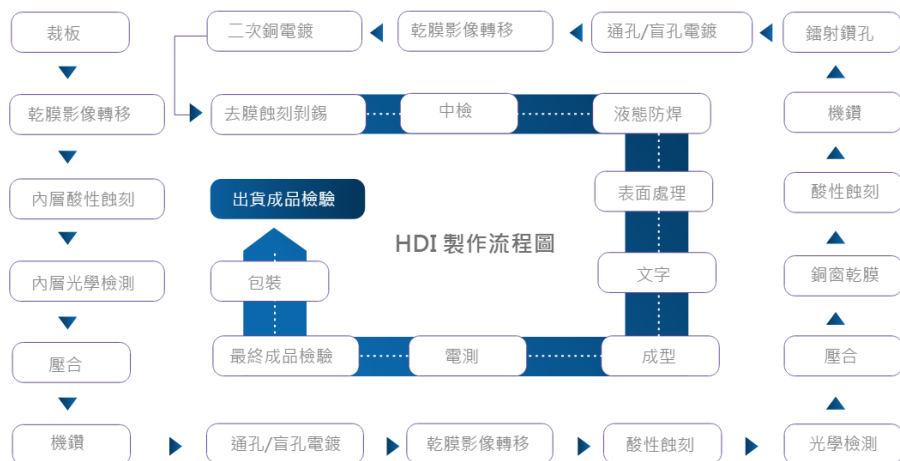 裁板
乾膜影像轉移
內層酸性蝕刻
內層光學檢測
壓合
機鑽
通孔/盲孔電鍍
乾膜影像轉移
酸性蝕刻
光學檢測
壓合
銅窗乾膜
酸性蝕刻
機鑽
鐳射鑽孔
通孔/盲孔電鍍
乾膜影像轉移
二次銅電鍍
去膜蝕刻剝錫
中檢
液態防焊
表面處理
文字
成型
電測
最終成品檢驗
包裝
出貨成品檢驗
HDI 製作流程圖